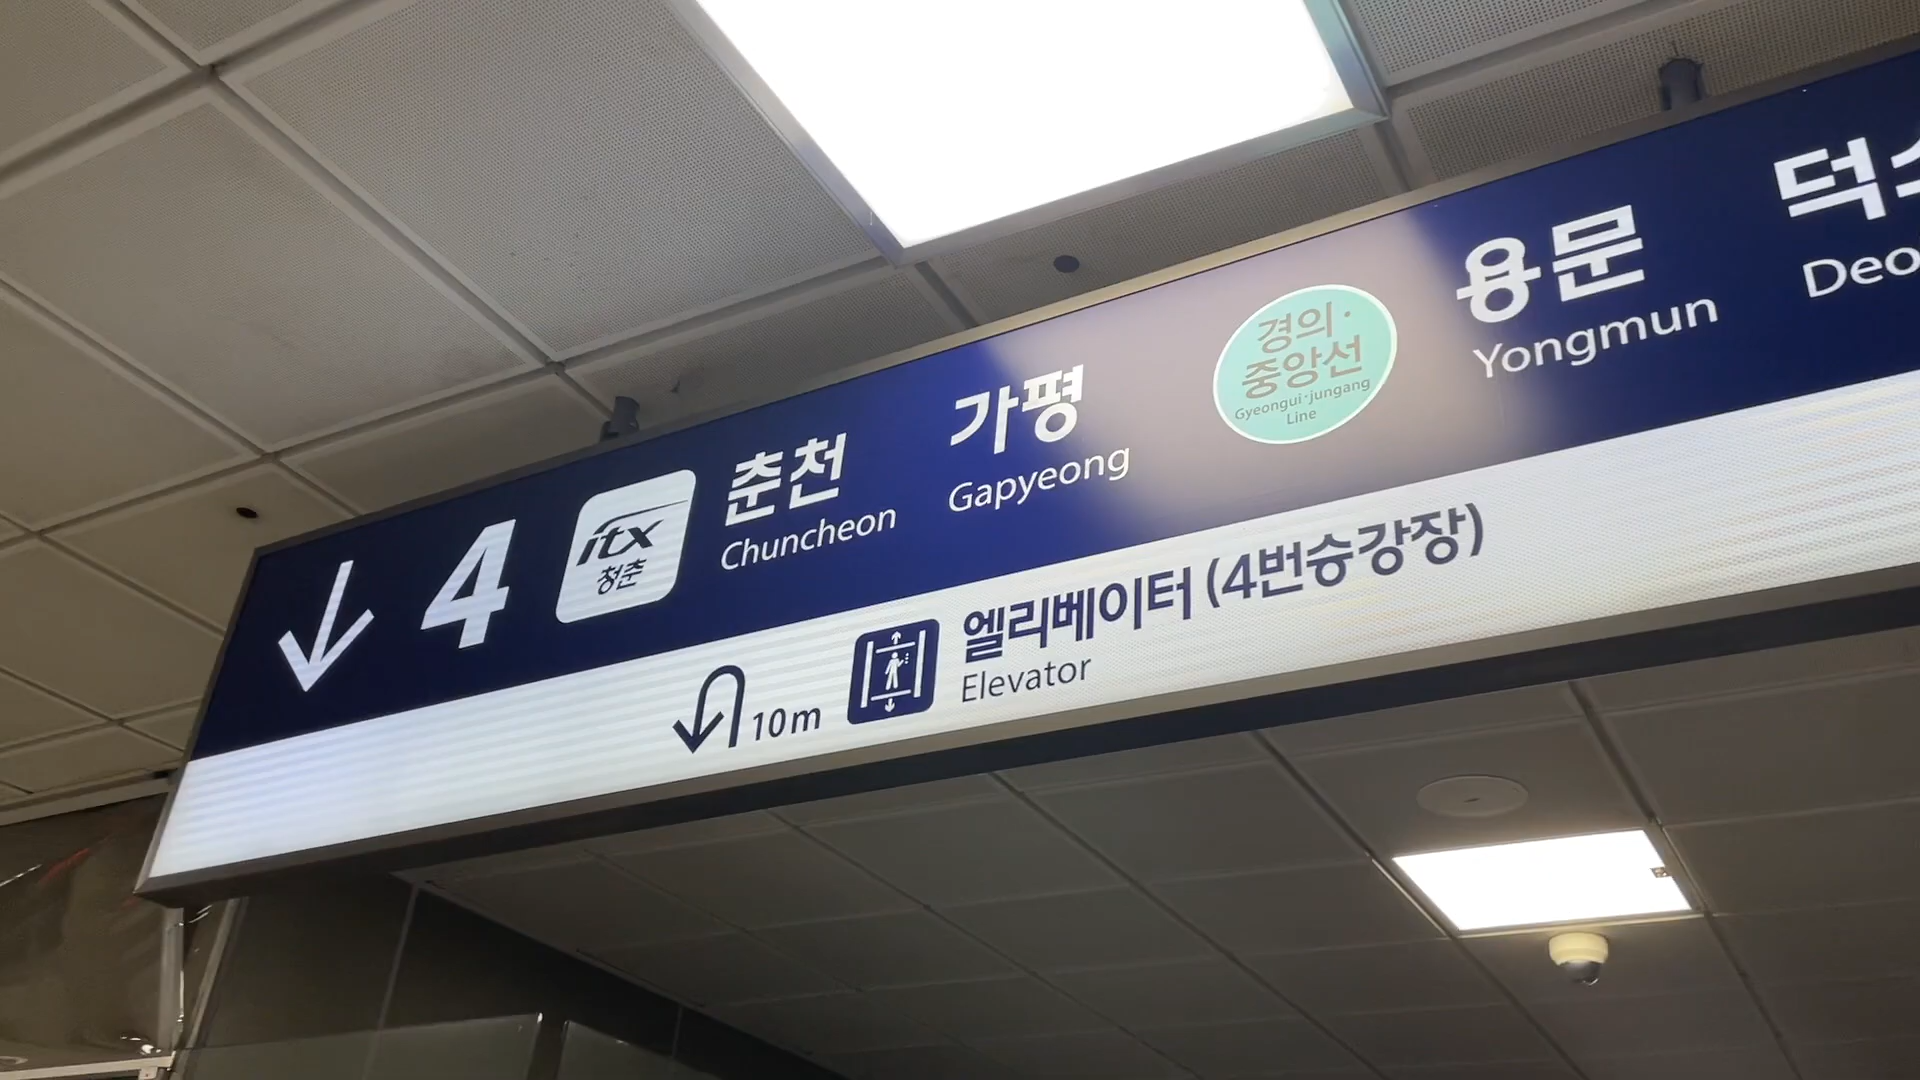 4
itx
청춘
춘천
Chuncheon
가평
Gapyeong
경의·
중앙선
Gyeongui·jungang
Line
용문
Yongmun
덕
Deo
10m
엘리베이터 (4번승강장)
Elevator